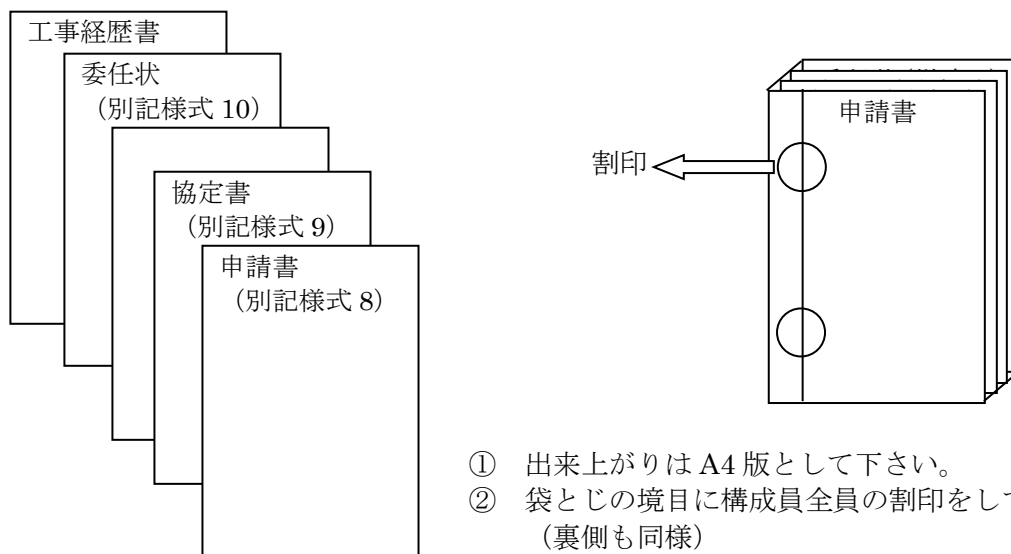 工事経歴書
委任状
（別記様式 10）
協定書
（別記様式 9）
申請書
（別記様式 8）
申請書
割印
① 出来上がりは A4 版として下さい。
② 袋とじの境目に構成員全員の割印をして
（裏側も同様）